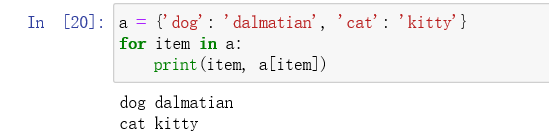 In [20]: a = {'dog': 'dalmatian', 'cat': 'kitty'}
for item in a:
    print(item, a[item])
dog dalmatian
cat kitty